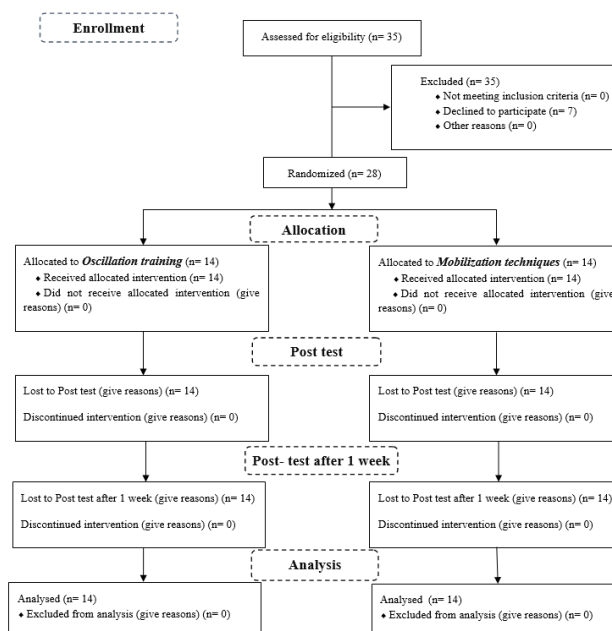 Enrollment
Assessed for eligibility (n= 35)
Excluded (n= 35)
♦ Not meeting inclusion criteria (n= 0)
♦ Declined to participate (n= 7)
♦ Other reasons (n= 0)
Randomized (n= 28)
Allocation
Allocated to Oscillation training (n= 14)
♦ Received allocated intervention (n= 14)
♦ Did not receive allocated intervention (give
reasons) (n= 0)
Allocated to Mobilization techniques (n= 14)
♦ Received allocated intervention (n= 14)
♦ Did not receive allocated intervention (give
reasons) (n= 0)
Post test
Lost to Post test (give reasons) (n= 14)
Discontinued intervention (give reasons) (n= 0)
Lost to Post test (give reasons) (n= 14)
Discontinued intervention (give reasons) (n= 0)
Post- test after 1 week
Lost to Post test after 1 week (give reasons) (n= 14)
Discontinued intervention (give reasons) (n= 0)
Lost to Post test after 1 week (give reasons) (n= 14)
Discontinued intervention (give reasons) (n= 0)
Analysis
Analysed (n= 14)
♦ Excluded from analysis (give reasons) (n= 0)
Analysed (n= 14)
♦ Excluded from analysis (give reasons) (n= 0)